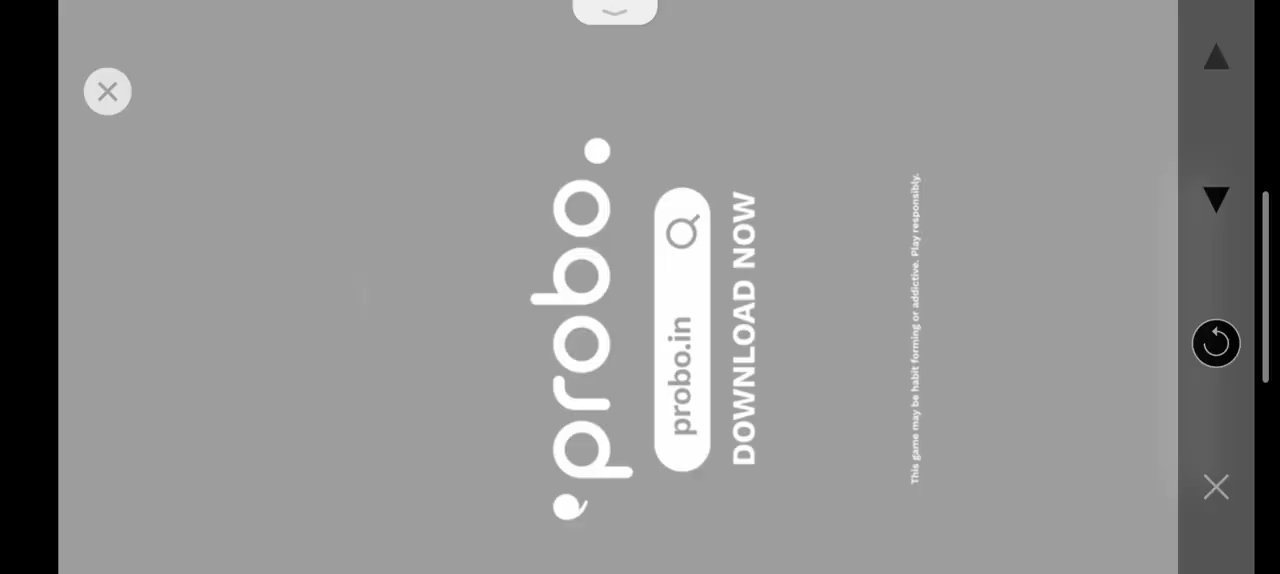 probo.
probo.in
DOWNLOAD NOW
This game may be habit forming or addictive. Play responsibly.